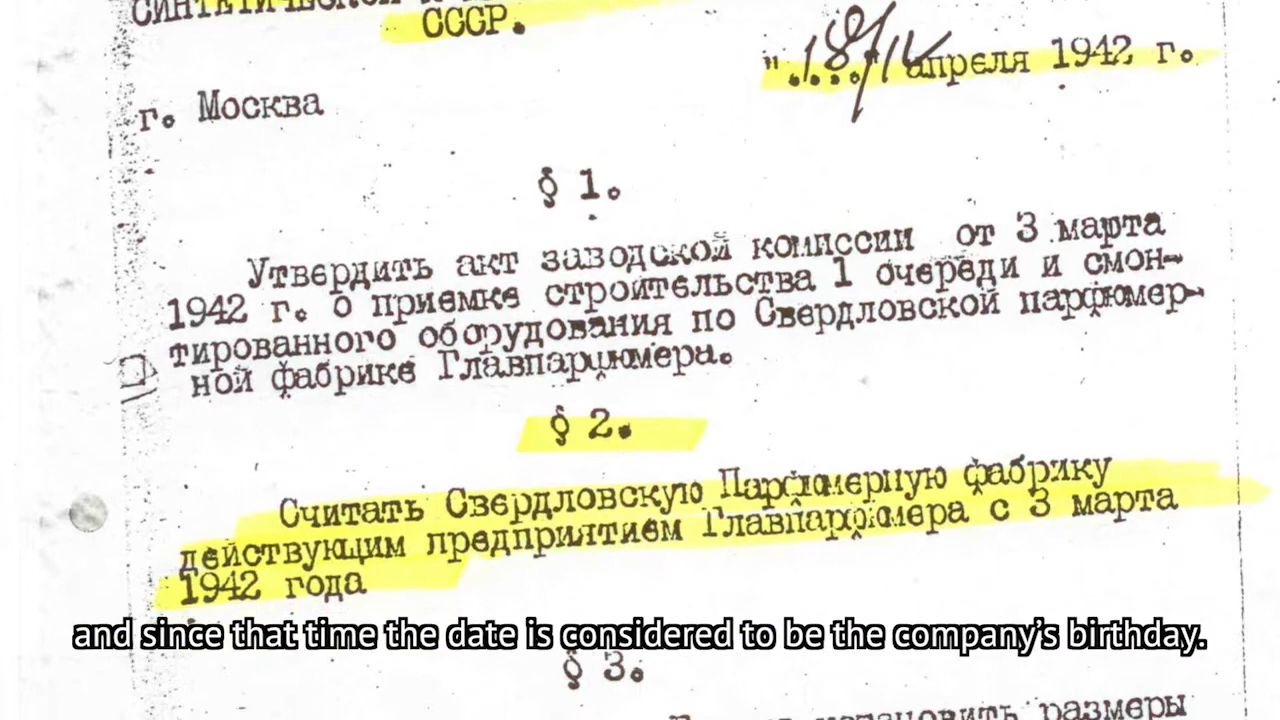 СИНТЕТИЧЕСКОЙ
СССР.
".18/IV" апреля 1942 г.
г. Москва
§ 1.
Утвердить акт заводской комиссии от 3 марта
1942 г. о приемке строительства 1 очереди и смон-
тированного оборудования по Свердловской парфюмер-
ной фабрике Главпарфюмера.
§ 2.
Считать Свердловскую Парфюмерную фабрику
действующим предприятием Главпарфюмера с 3 марта
1942 года
and since that time the date is considered to be the company's birthday.
§ 3.
установить размеры